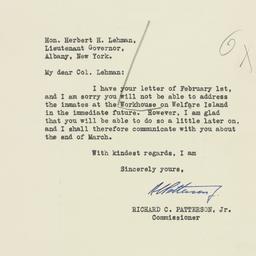 Hon. Herbert H. Lehman,
Lieutenant Governor,
Albany, New York.
My dear Col. Lehman:
I have your letter of February 1st,
and I am sorry you will not be able to address
the inmates at the Workhouse on Welfare Island
in the immediate future. However, I am glad
that you will be able to do so a little later on,
and I shall therefore communicate with you about
the end of March.
With kindest regards, I am
Sincerely yours,
RICHARD C. PATTERSON, Jr.
Commissioner